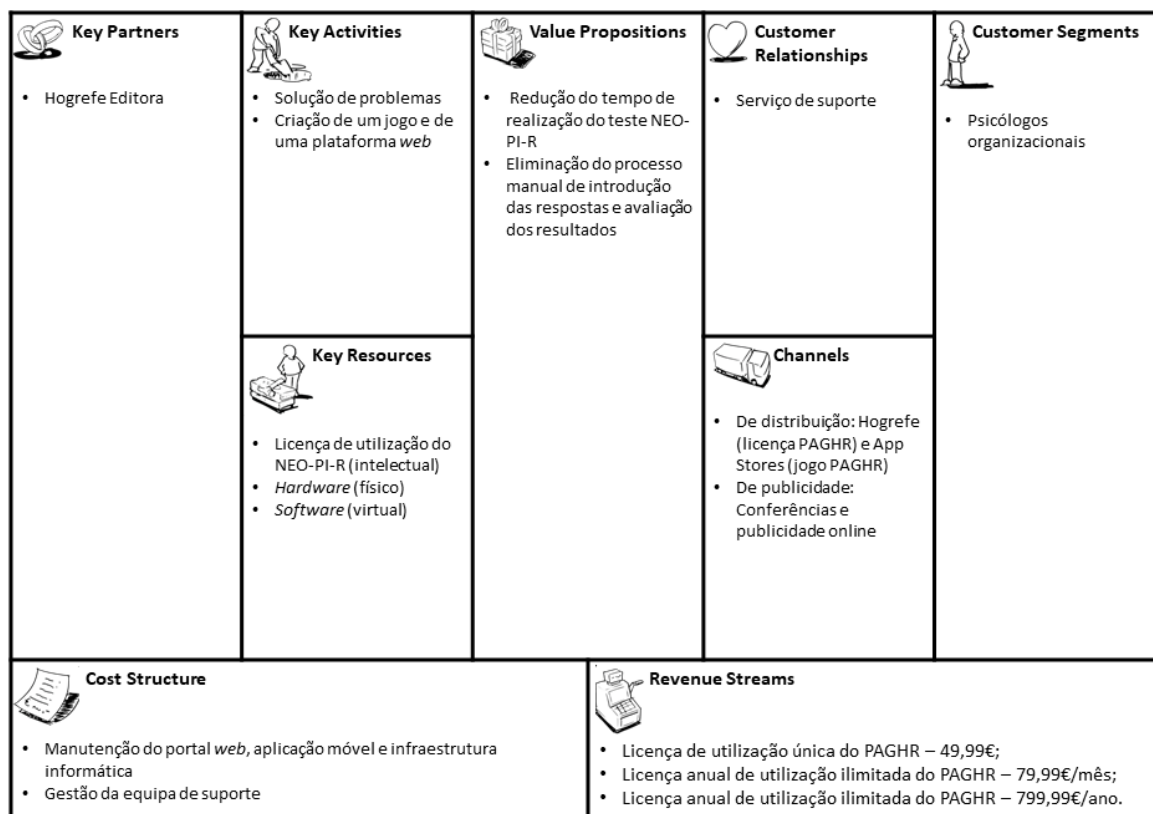 Key Partners
• Hogrefe Editora
Key Activities
• Solução de problemas
• Criação de um jogo e de
uma plataforma web
Key Resources
• Licença de utilização do
NEO-PI-R (intelectual)
• Hardware (físico)
• Software (virtual)
Value Propositions
• Redução do tempo de
realização do teste NEO-
PI-R
• Eliminação do processo
manual de introdução
das respostas e avaliação
dos resultados
Customer
Relationships
• Serviço de suporte
Channels
• De distribuição: Hogrefe
(licença PAGHR) e App
Stores (jogo PAGHR)
• De publicidade:
Conferências e
publicidade online
Customer Segments
• Psicólogos
organizacionais
Cost Structure
• Manutenção do portal web, aplicação móvel e infraestrutura
informática
• Gestão da equipa de suporte
Revenue Streams
• Licença de utilização única do PAGHR – 49,99€;
• Licença anual de utilização ilimitada do PAGHR – 79,99€/mês;
• Licença anual de utilização ilimitada do PAGHR – 799,99€/ano.